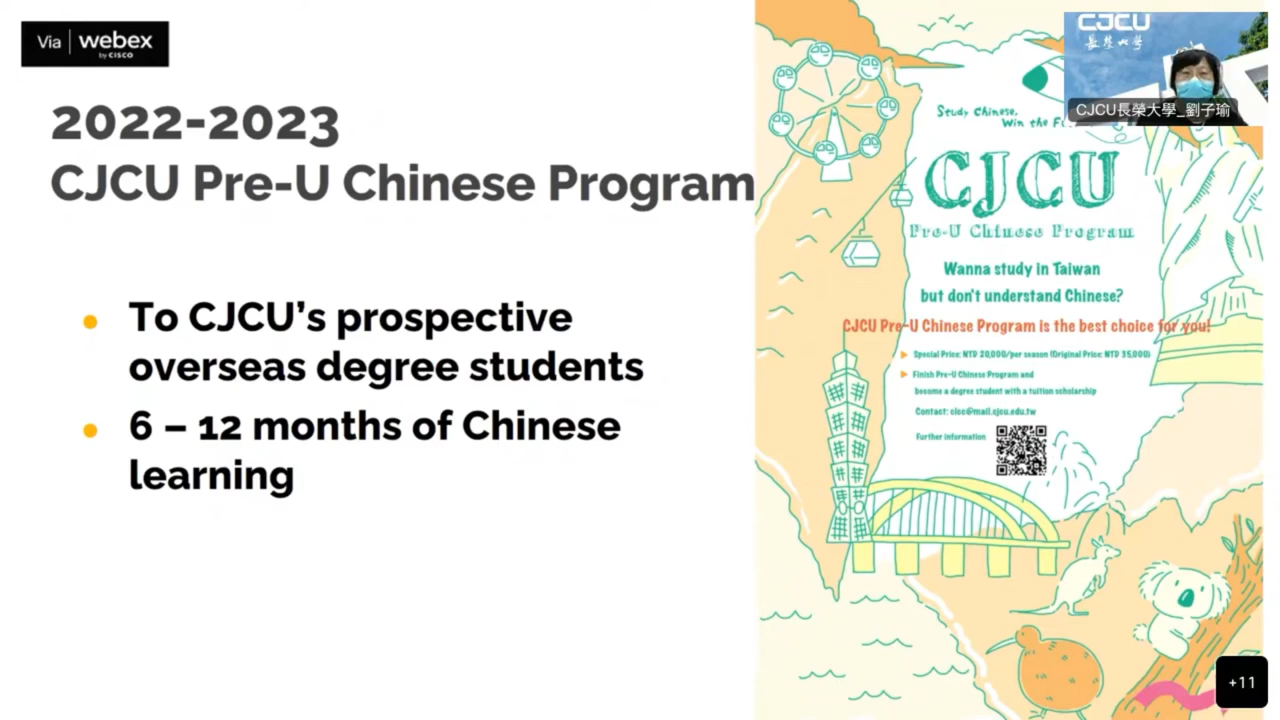 Via webex
by CISCO
2022-2023
CJCU Pre-U Chinese Program
To CJCU's prospective
overseas degree students
6 – 12 months of Chinese
learning
CJCU
長榮大學
CJCU長榮大學_劉子瑜
Study Chinese,
Win the
CJCU
Pre-U Chinese Program
Wanna study in Taiwan
but don't understand Chinese?
CJCU Pre-U Chinese Program is the best choice for you!
Special Price: NTD 20,000/per season (Original Price: NTD 35,000)
Finish Pre-U Chinese Program and
become a degree student with a tuition scholarship
Contact: clcc@mail.cjcu.edu.tw
Further information
+11